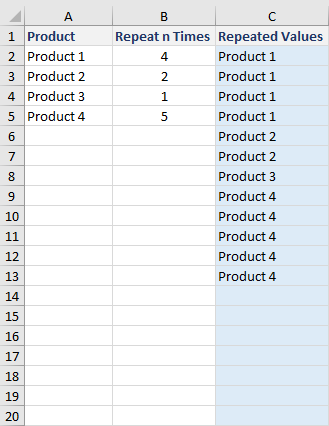 A B C
1 Product Repeat n Times Repeated Values
2 Product 1 4 Product 1
3 Product 2 2 Product 1
4 Product 3 1 Product 1
5 Product 4 5 Product 1
6 Product 2
7 Product 2
8 Product 3
9 Product 4
10 Product 4
11 Product 4
12 Product 4
13 Product 4
14
15
16
17
18
19
20